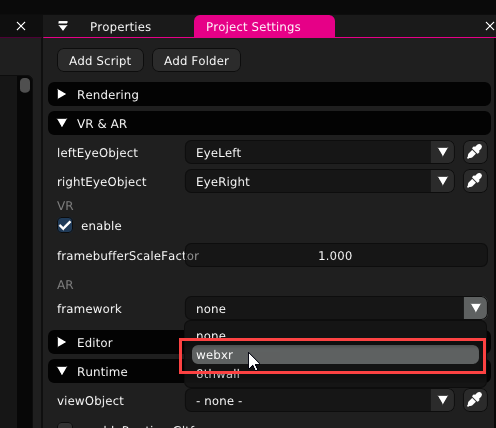 Properties
Project Settings
Add Script
Add Folder
Rendering
VR & AR
leftEyeObject
EyeLeft
rightEyeObject
EyeRight
VR
enable
framebufferScaleFactor
1.000
AR
framework
none
none
Editor
webxr
8thwall
Runtime
viewObject
- none -